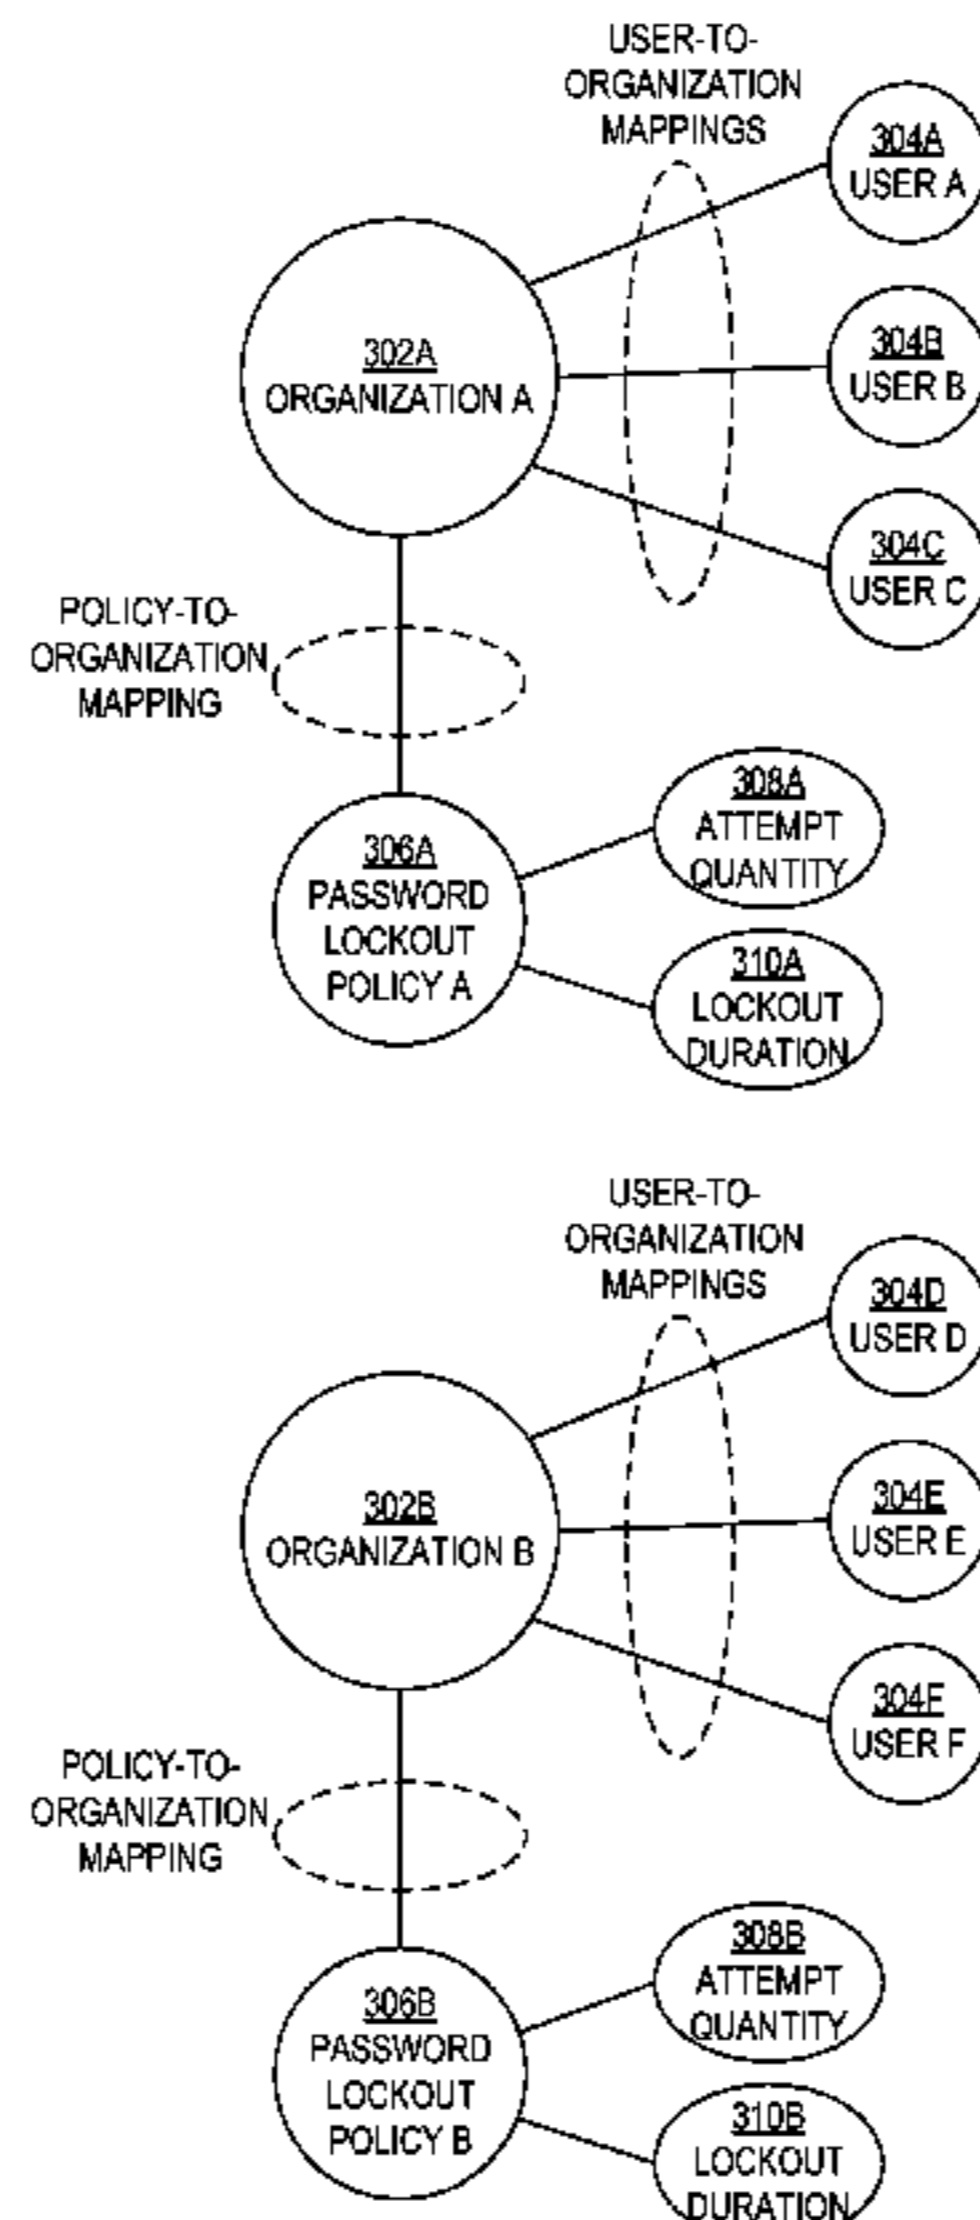 USER-TO-
ORGANIZATION
MAPPINGS
304A
USER A
302A
ORGANIZATION A
304B
USER B
304C
USER C
POLICY-TO-
ORGANIZATION
MAPPING
306A
PASSWORD
LOCKOUT
POLICY A
308A
ATTEMPT
QUANTITY
310A
LOCKOUT
DURATION
USER-TO-
ORGANIZATION
MAPPINGS
304D
USER D
302B
ORGANIZATION B
304E
USER E
304F
USER F
POLICY-TO-
ORGANIZATION
MAPPING
306B
PASSWORD
LOCKOUT
POLICY B
308B
ATTEMPT
QUANTITY
310B
LOCKOUT
DURATION